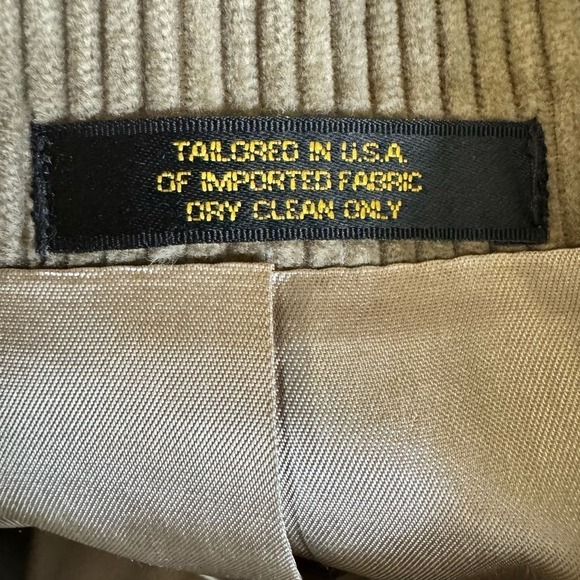 TAILORED IN U.S.A.
OF IMPORTED FABRIC
DRY CLEAN ONLY